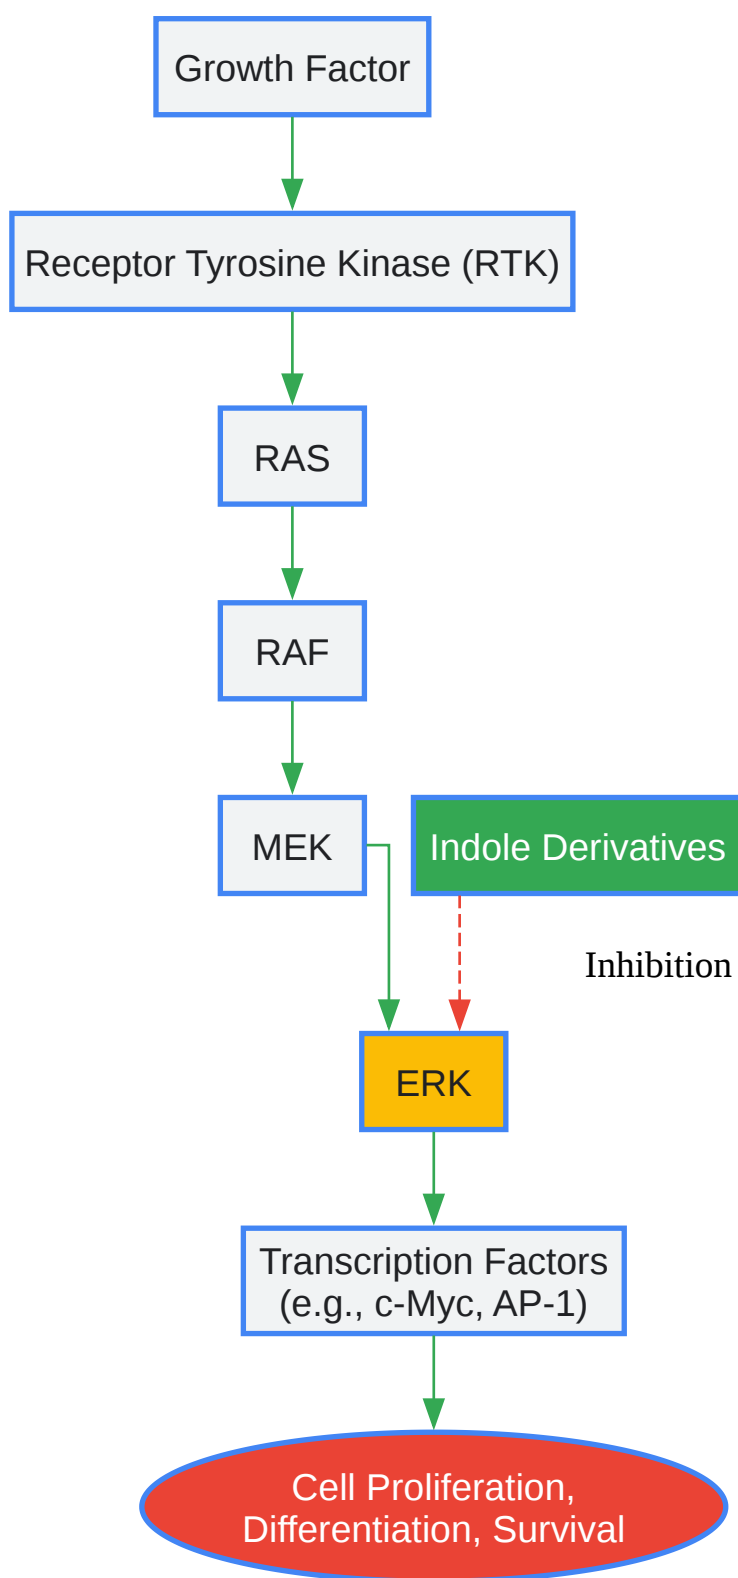 Growth Factor
Receptor Tyrosine Kinase (RTK)
RAS
RAF
MEK
Indole Derivatives
Inhibition
ERK
Transcription Factors
(e.g., c-Myc, AP-1)
Cell Proliferation,
Differentiation, Survival